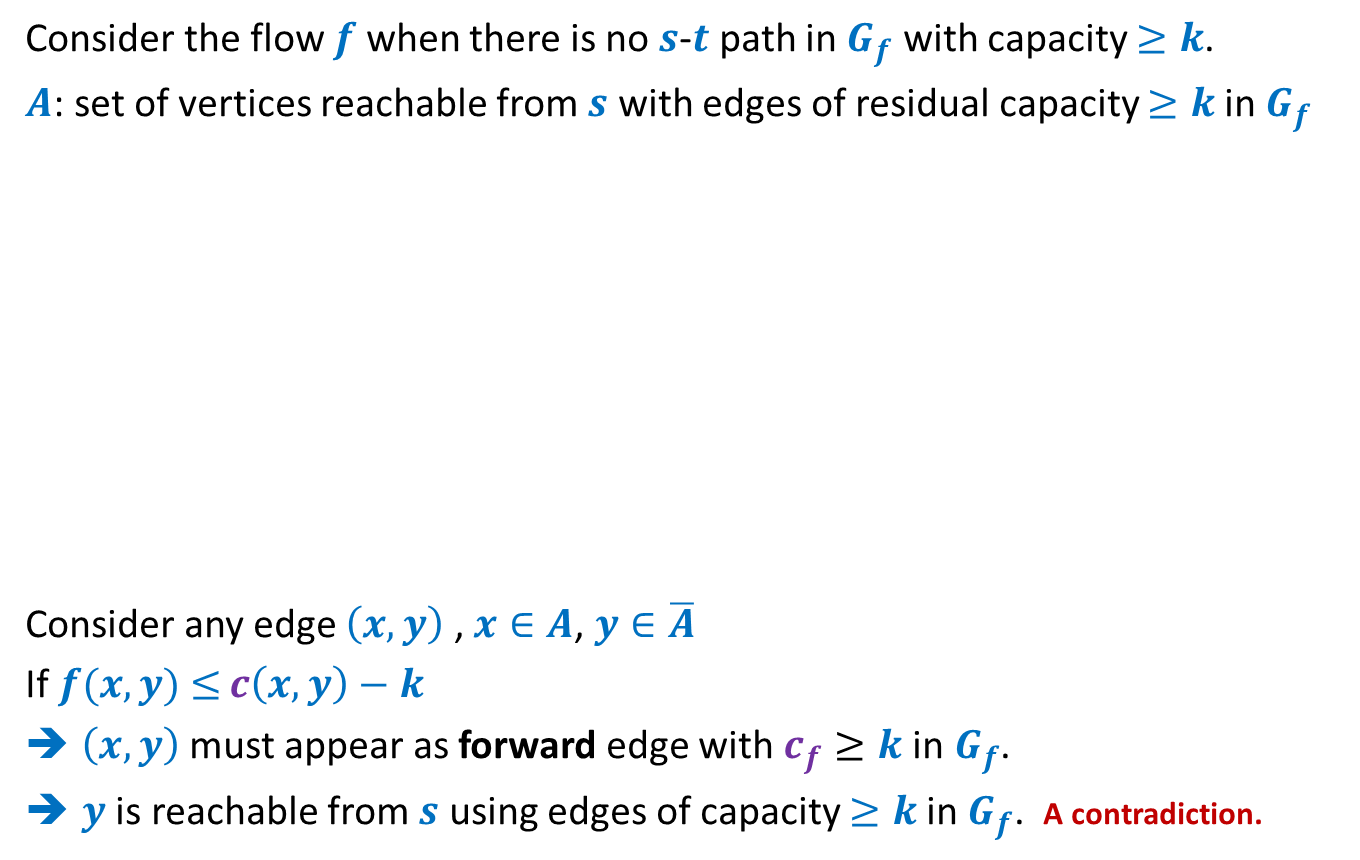 Consider the flow f when there is no s-t path in G_f with capacity ≥ k.
A: set of vertices reachable from s with edges of residual capacity ≥ k in G_f
Consider any edge (x, y) , x ∈ A, y ∈ A̅
If f(x, y) ≤ c(x, y) − k
➔ (x, y) must appear as forward edge with c_f ≥ k in G_f.
➔ y is reachable from s using edges of capacity ≥ k in G_f. A contradiction.